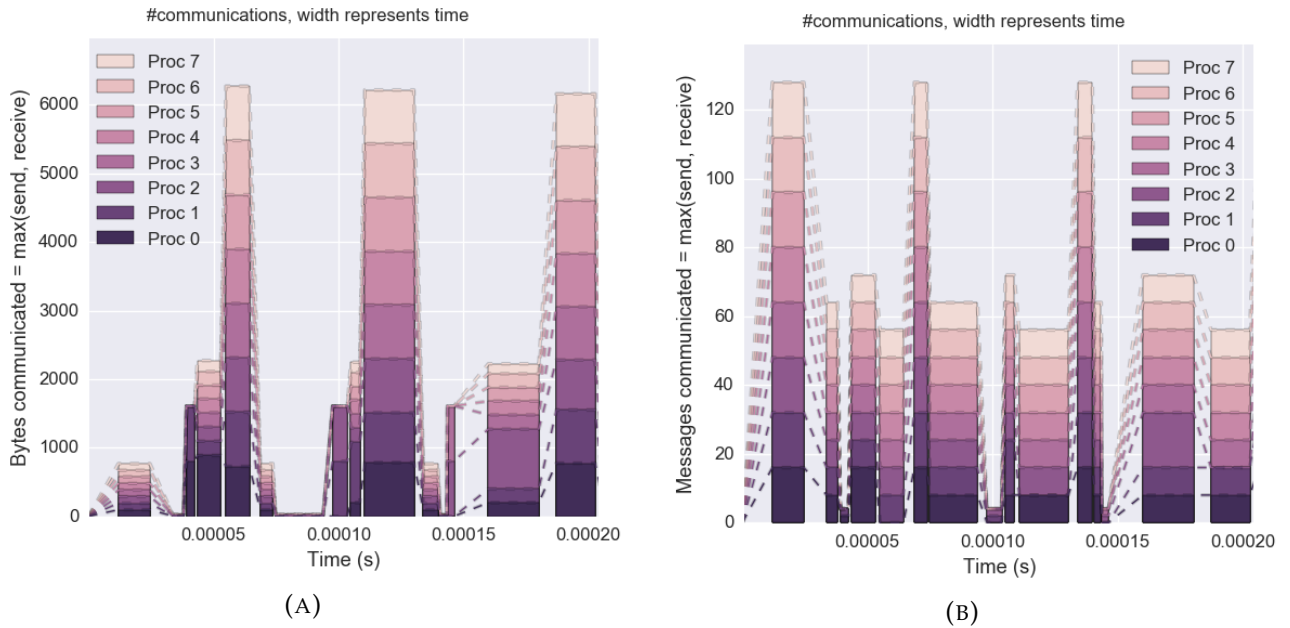 #communications, width represents time
Bytes communicated = max(send, receive)
6000
5000
4000
3000
2000
1000
0
Proc 7
Proc 6
Proc 5
Proc 4
Proc 3
Proc 2
Proc 1
Proc 0
0.00005 0.00010 0.00015 0.00020
Time (s)
(A)
#communications, width represents time
Messages communicated = max(send, receive)
120
100
80
60
40
20
0
Proc 7
Proc 6
Proc 5
Proc 4
Proc 3
Proc 2
Proc 1
Proc 0
0.00005 0.00010 0.00015 0.00020
Time (s)
(B)